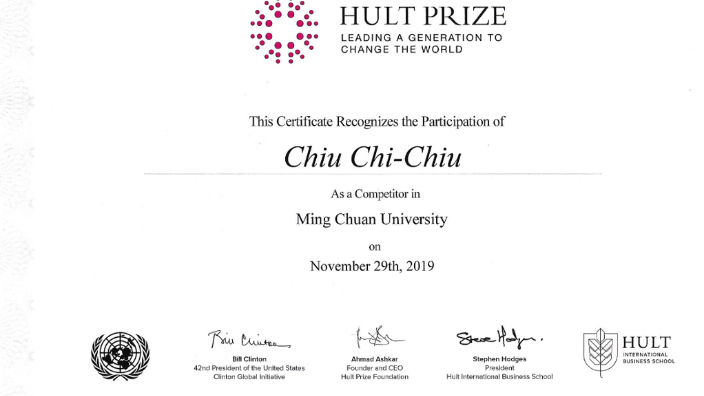 HULT PRIZE
LEADING A GENERATION TO
CHANGE THE WORLD
This Certificate Recognizes the Participation of
Chiu Chi-Chiu
As a Competitor in
Ming Chuan University
on
November 29th, 2019
Bill Clinton
Bill Clinton
42nd President of the United States
Clinton Global Initiative
Ahmad Ashkar
Founder and CEO
Hult Prize Foundation
Steve Hodges.
Stephen Hodges
President
Hult International Business School
HULT
INTERNATIONAL
BUSINESS SCHOOL